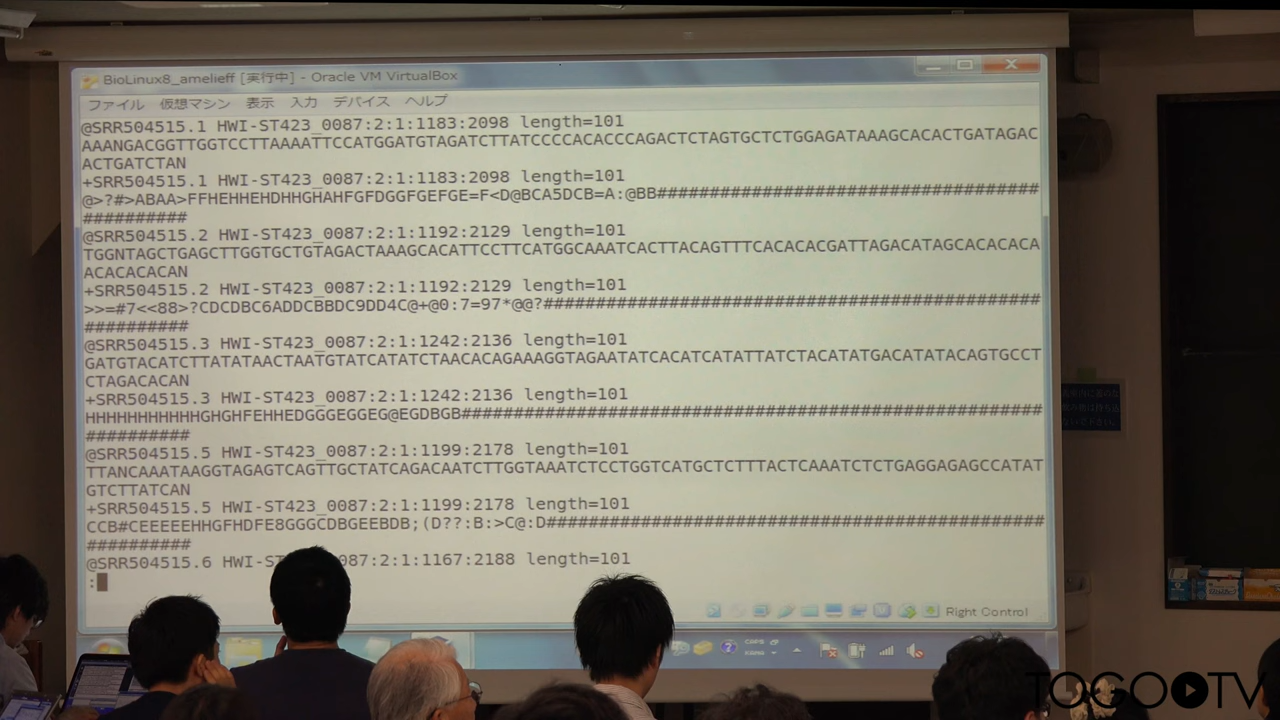 BioLinux8_amelieff [実行中] - Oracle VM VirtualBox
ファイル 仮想マシン 表示 入力 デバイス ヘルプ
@SRR504515.1 HWI-ST423_0087:2:1:1183:2098 length=101
AAANGACGGTTGGTCCTTAAAATTCCATGGATGTAGATCTTATCCCCACACCCAGACTCTAGTGCTCTGGAGATAAAGCACACTGATAGAC
ACTGATCTAN
+SRR504515.1 HWI-ST423_0087:2:1:1183:2098 length=101
@>?#>ABAA>FFHEHHEHDHHGHAHFGFDGGFGEFGE=F<D@BCA5DCB=A:@BB####################################
##########
@SRR504515.2 HWI-ST423_0087:2:1:1192:2129 length=101
TGGNTAGCTGAGCTTGGTGCTGTAGACTAAAGCACATTCCTTCATGGCAAATCACTTACAGTTTCACACACGATTAGACATAGCACACACA
ACACACACAN
+SRR504515.2 HWI-ST423_0087:2:1:1192:2129 length=101
>>=#7<<88>?CDCDBC6ADDCBBBDC9DD4C@+@0:7=97*@@?##############################################
##########
@SRR504515.3 HWI-ST423_0087:2:1:1242:2136 length=101
GATGTACATCTTATATAACTAATGTATCATATCTAACACAGAAAGGTAGAATATCACATCATATTATCTACATATGACATATACAGTGCCT
CTAGACACAN
+SRR504515.3 HWI-ST423_0087:2:1:1242:2136 length=101
HHHHHHHHHHHHGHGHFEHHEDGGGEGGEG@EGDBGB######################################################
##########
@SRR504515.5 HWI-ST423_0087:2:1:1199:2178 length=101
TTANCAAATAAGGTAGAGTCAGTTGCTATCAGACAATCTTGGTAAATCTCCTGGTCATGCTCTTTACTCAAATCTCTGAGGAGAGCCATAT
GTCTTATCAN
+SRR504515.5 HWI-ST423_0087:2:1:1199:2178 length=101
CCB#CEEEEEHHGFHDFE8GGGCDBGEEBDB;(D??:B:>C@:D###############################################
##########
@SRR504515.6 HWI-ST423_0087:2:1:1167:2188 length=101
:
Right Control
CAPS
KANA
TOGOTV